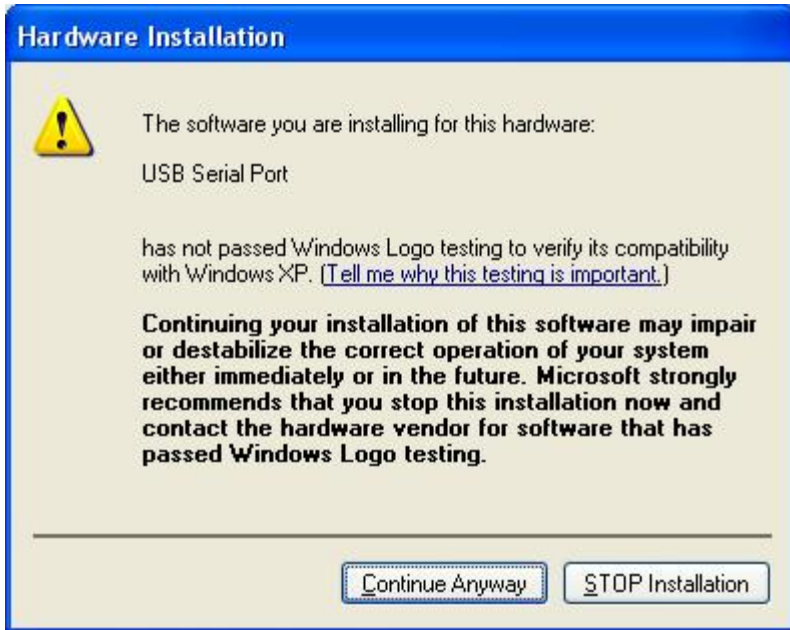 Hardware Installation
The software you are installing for this hardware:
USB Serial Port
has not passed Windows Logo testing to verify its compatibility
with Windows XP. (Tell me why this testing is important.)
Continuing your installation of this software may impair
or destabilize the correct operation of your system
either immediately or in the future. Microsoft strongly
recommends that you stop this installation now and
contact the hardware vendor for software that has
passed Windows Logo testing.
Continue Anyway
STOP Installation